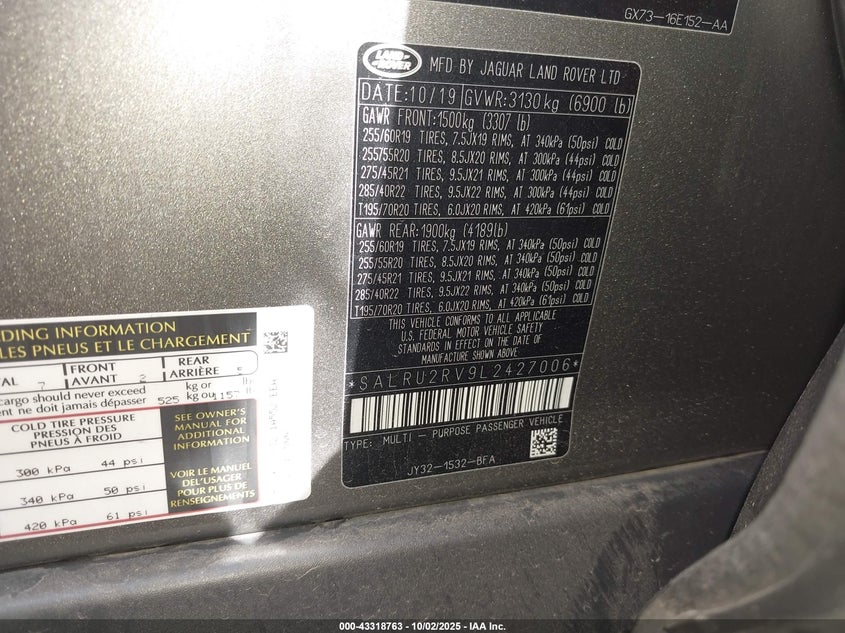 GX73-16E152-AA
LAND ROVER
MFD BY JAGUAR LAND ROVER LTD
DATE:10/19 GVWR:3130kg (6900 lb)
GAWR FRONT:1500kg (3307 lb)
255/60R19 TIRES, 7.5JX19 RIMS, AT 340kPa (50psi) COLD
255755R20 TIRES, 8.5JX20 RIMS, AT 300kPa (44psi) COLD
275/45R21 TIRES, 9.5JX21 RIMS, AT 300kPa (44psi) COLD
285/40R22 TIRES, 9.5JX22 RIMS, AT 300kPa (44psi) COLD
T195/70R20 TIRES, 6.0JX20 RIMS, AT 420kPa (61psi) COLD
GAWR REAR:1900kg (4189lb)
255/60R19 TIRES, 7.5JX19 RIMS, AT 340kPa (50psi) COLD
255/55R20 TIRES, 8.5JX20 RIMS, AT 340kPa (50psi) COLD
275/45R21 TIRES, 9.5JX21 RIMS, AT 340kPa (50psi) COLD
285/40R22 TIRES, 9.5JX22 RIMS, AT 340kPa (50psi) COLD
T195/70R20 TIRES, 6.0JX20 RIMS, AT 420kPa (61psi) COLD
THIS VEHICLE CONFORMS TO ALL APPLICABLE
U.S. FEDERAL MOTOR VEHICLE SAFETY
STANDARDS IN EFFECT ON THE DATE OF
MANUFACTURE SHOWN ABOVE
*SALRU2RV9L2427006*
TYPE: MULTI - PURPOSE PASSENGER VEHICLE
JY32-1532-BFA
DING INFORMATION
LES PNEUS ET LE CHARGEMENT
TAL 7 FRONT AVANT 2 REAR ARRIÈRE 5
cargo should never exceed
ent ne doit jamais dépasser 525 kg or kg ou 1157 lb
COLD TIRE PRESSURE
PRESSION DES
PNEUS À FROID
300 kPa 44 psi
340 kPa 50 psi
420 kPa 61 psi
SEE OWNER'S
MANUAL FOR
ADDITIONAL
INFORMATION
VOIR LE MANUEL
DE L'USAGER
POUR PLUS DE
RENSEIGNEMENTS
000-43318763 - 10/02/2025 - IAA Inc.